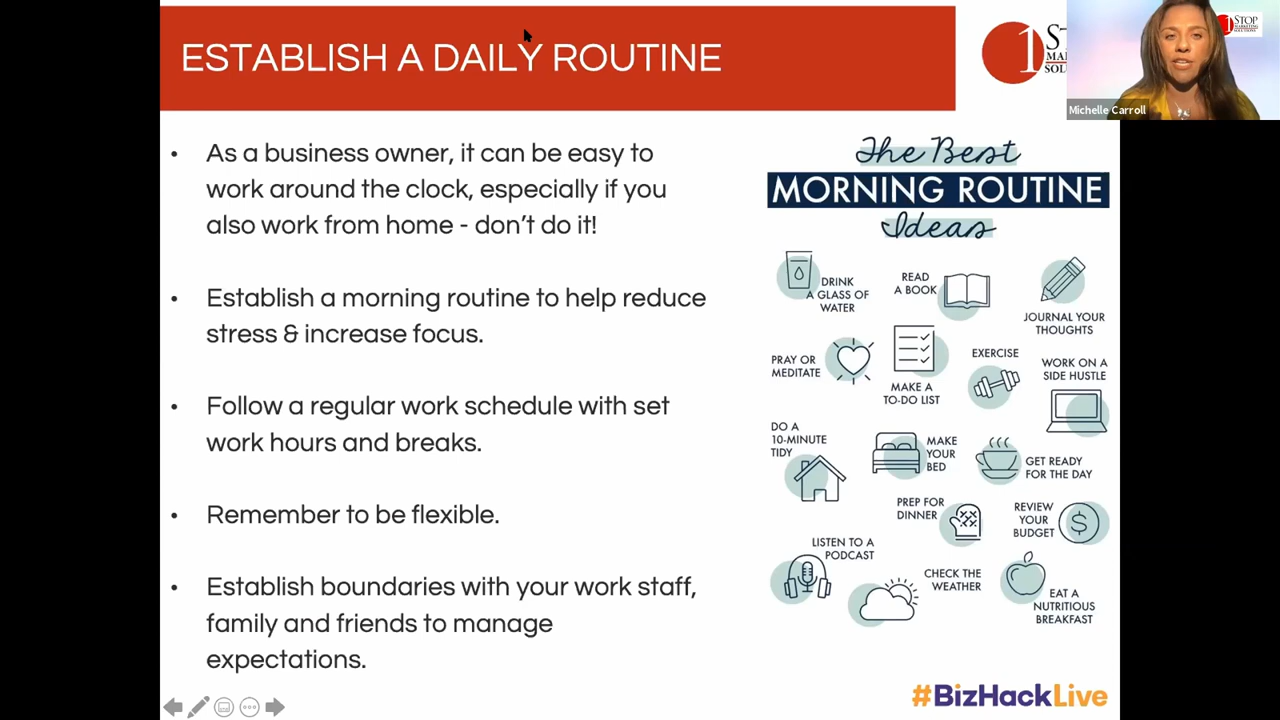 ESTABLISH A DAILY ROUTINE
1STOP
MARKETING
SOLUTIONS
Michelle Carroll
• As a business owner, it can be easy to
work around the clock, especially if you
also work from home - don't do it!
• Establish a morning routine to help reduce
stress & increase focus.
• Follow a regular work schedule with set
work hours and breaks.
• Remember to be flexible.
• Establish boundaries with your work staff,
family and friends to manage
expectations.
The Best
MORNING ROUTINE
Ideas
DRINK
A GLASS OF
WATER
READ
A BOOK
JOURNAL YOUR
THOUGHTS
PRAY OR
MEDITATE
MAKE A
TO-DO LIST
EXERCISE
WORK ON A
SIDE HUSTLE
DO A
10-MINUTE
TIDY
MAKE
YOUR
BED
GET READY
FOR THE DAY
PREP FOR
DINNER
REVIEW
YOUR
BUDGET
$
LISTEN TO A
PODCAST
CHECK THE
WEATHER
EAT A
NUTRITIOUS
BREAKFAST
#BizHackLive